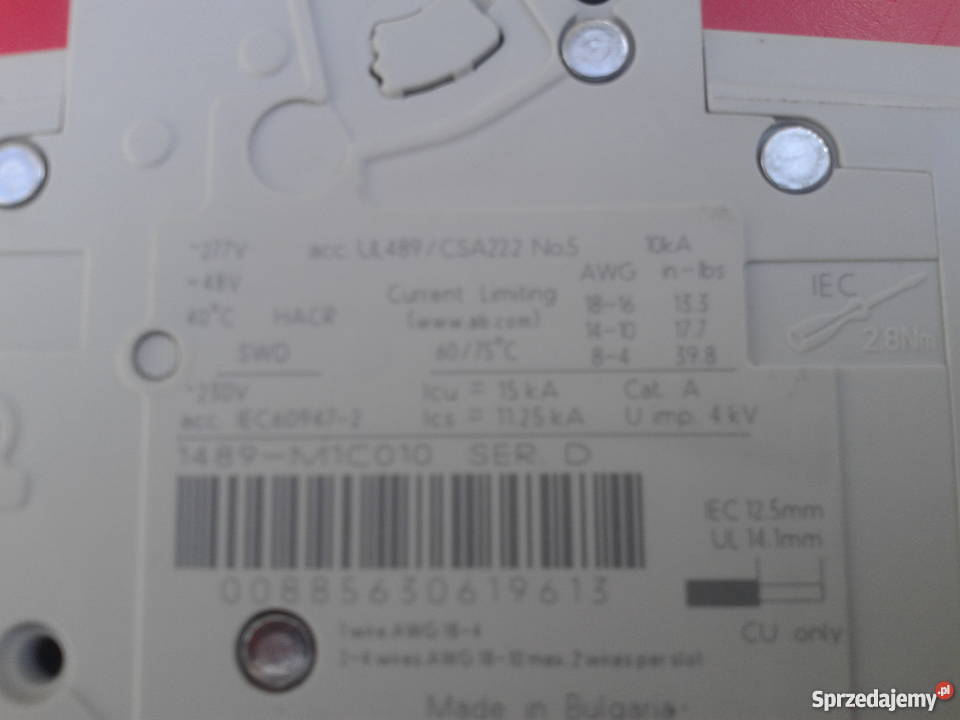 ~277V acc. UL489/CSA22.2 No.5 10kA
=48V AWG in-lbs
Current Limiting 18-16 13.3
40°C HACR (www.ab.com) 14-10 17.7
SWD 60/75°C 8-4 39.8
IEC
2.8Nm
~230V Icu = 15 kA Cat. A
acc. IEC60947-2 Ics = 11.25 kA U imp. 4 kV
1489-M1C010 SER. D
IEC 12.5mm
UL 14.1mm
00885630619613
1 wire AWG 18-4
CU only
2-4 wires AWG 18-10 max. 2 wires per slot
Made in Bulgaria
Sprzedajemy.pl